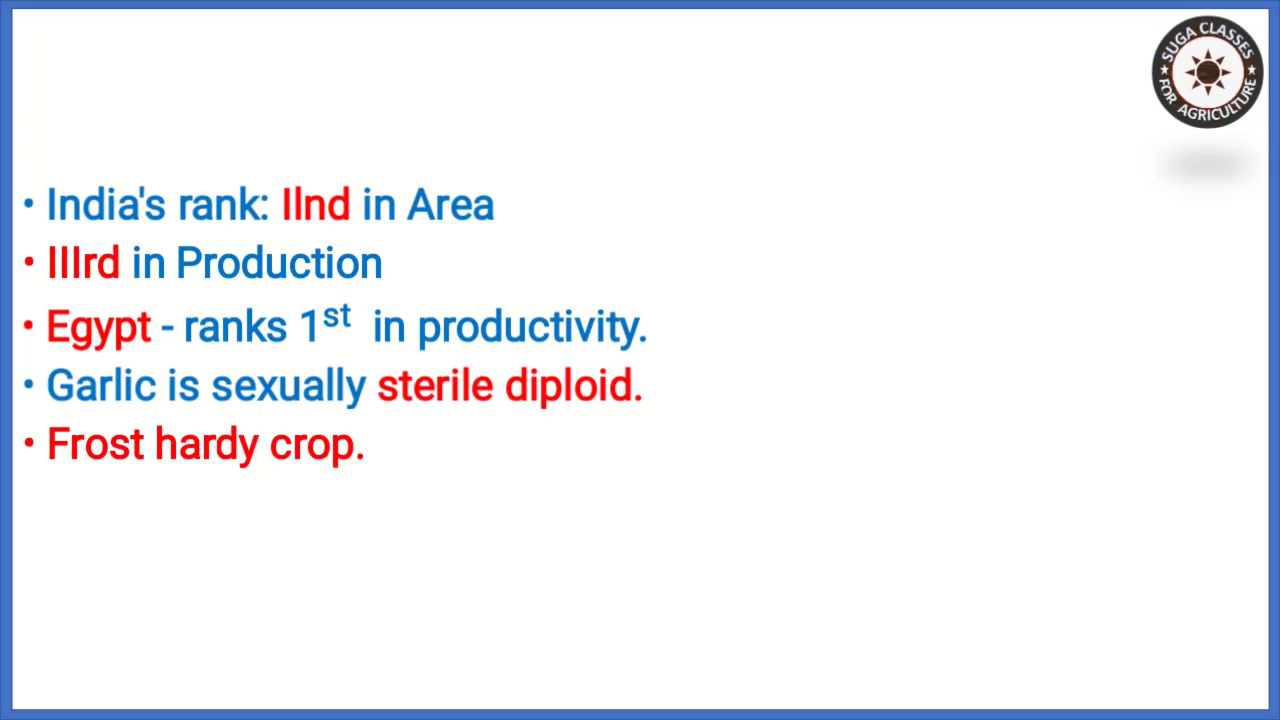 SUGA CLASSES
FOR AGRICULTURE
• India's rank: IInd in Area
• IIIrd in Production
• Egypt - ranks 1st in productivity.
• Garlic is sexually sterile diploid.
• Frost hardy crop.